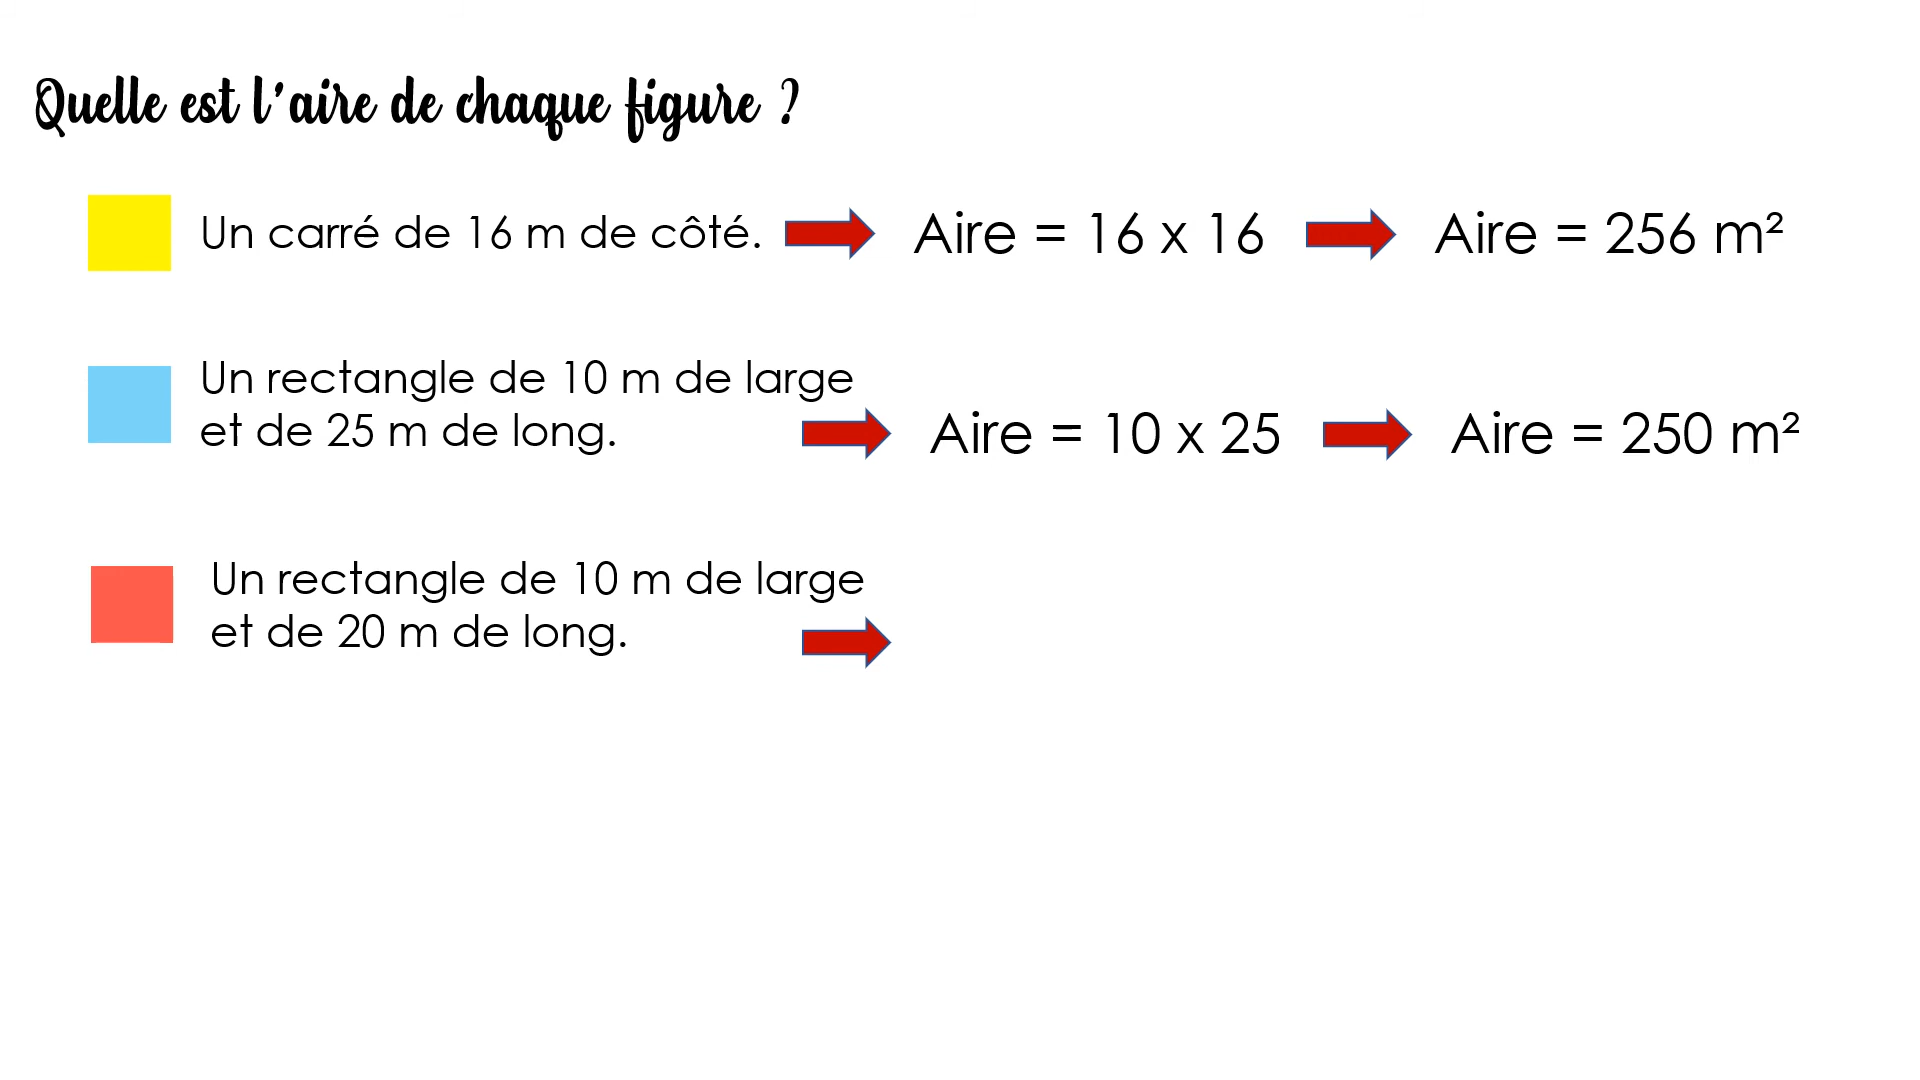 Quelle est l'aire de chaque figure ?
Un carré de 16 m de côté.
Aire = 16 x 16
Aire = 256 m²
Un rectangle de 10 m de large
et de 25 m de long.
Aire = 10 x 25
Aire = 250 m²
Un rectangle de 10 m de large
et de 20 m de long.